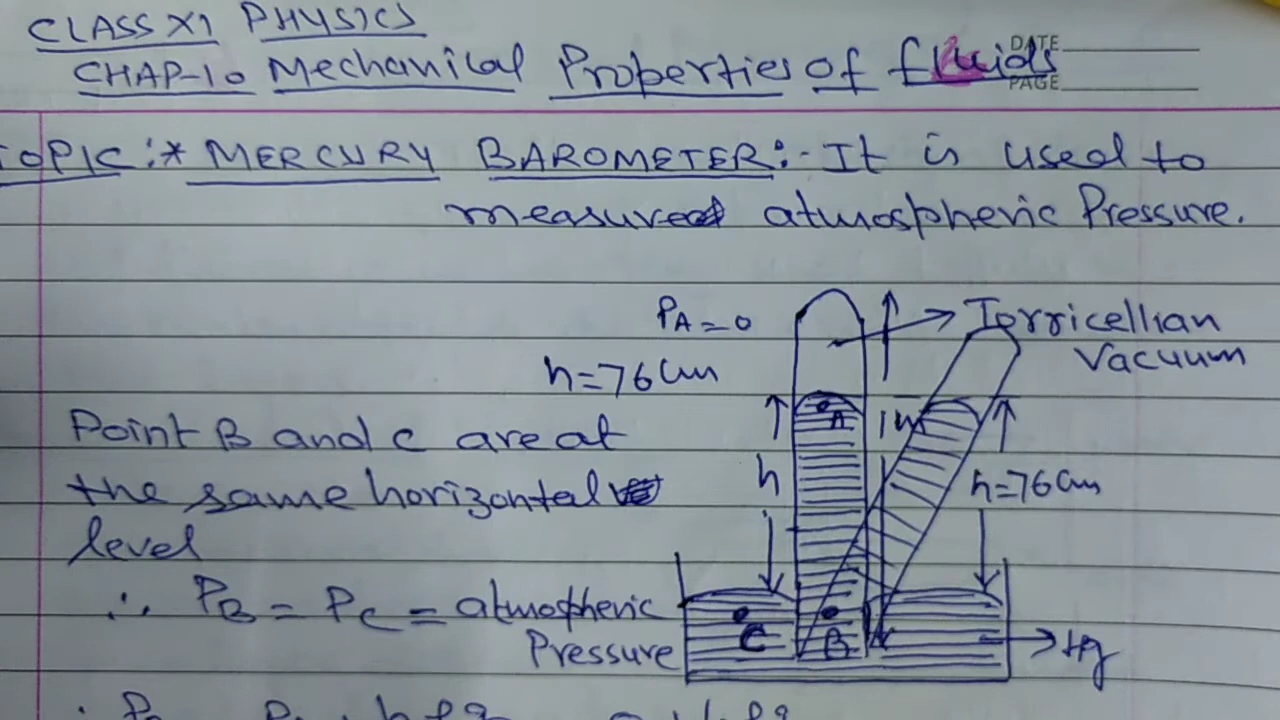 CLASS XI PHYSICS
CHAP-10 Mechanical Properties of fluids
DATE
PAGE
TOPIC:* MERCURY BAROMETER:- It is used to
measure atmospheric Pressure.
PA=0
Torricellian
Vacuum
h=76 cm
A
1m
Point B and C are at
the same horizontal
level
h
h=76 cm
∴ PB = PC = atmospheric
Pressure
C
B
Hg